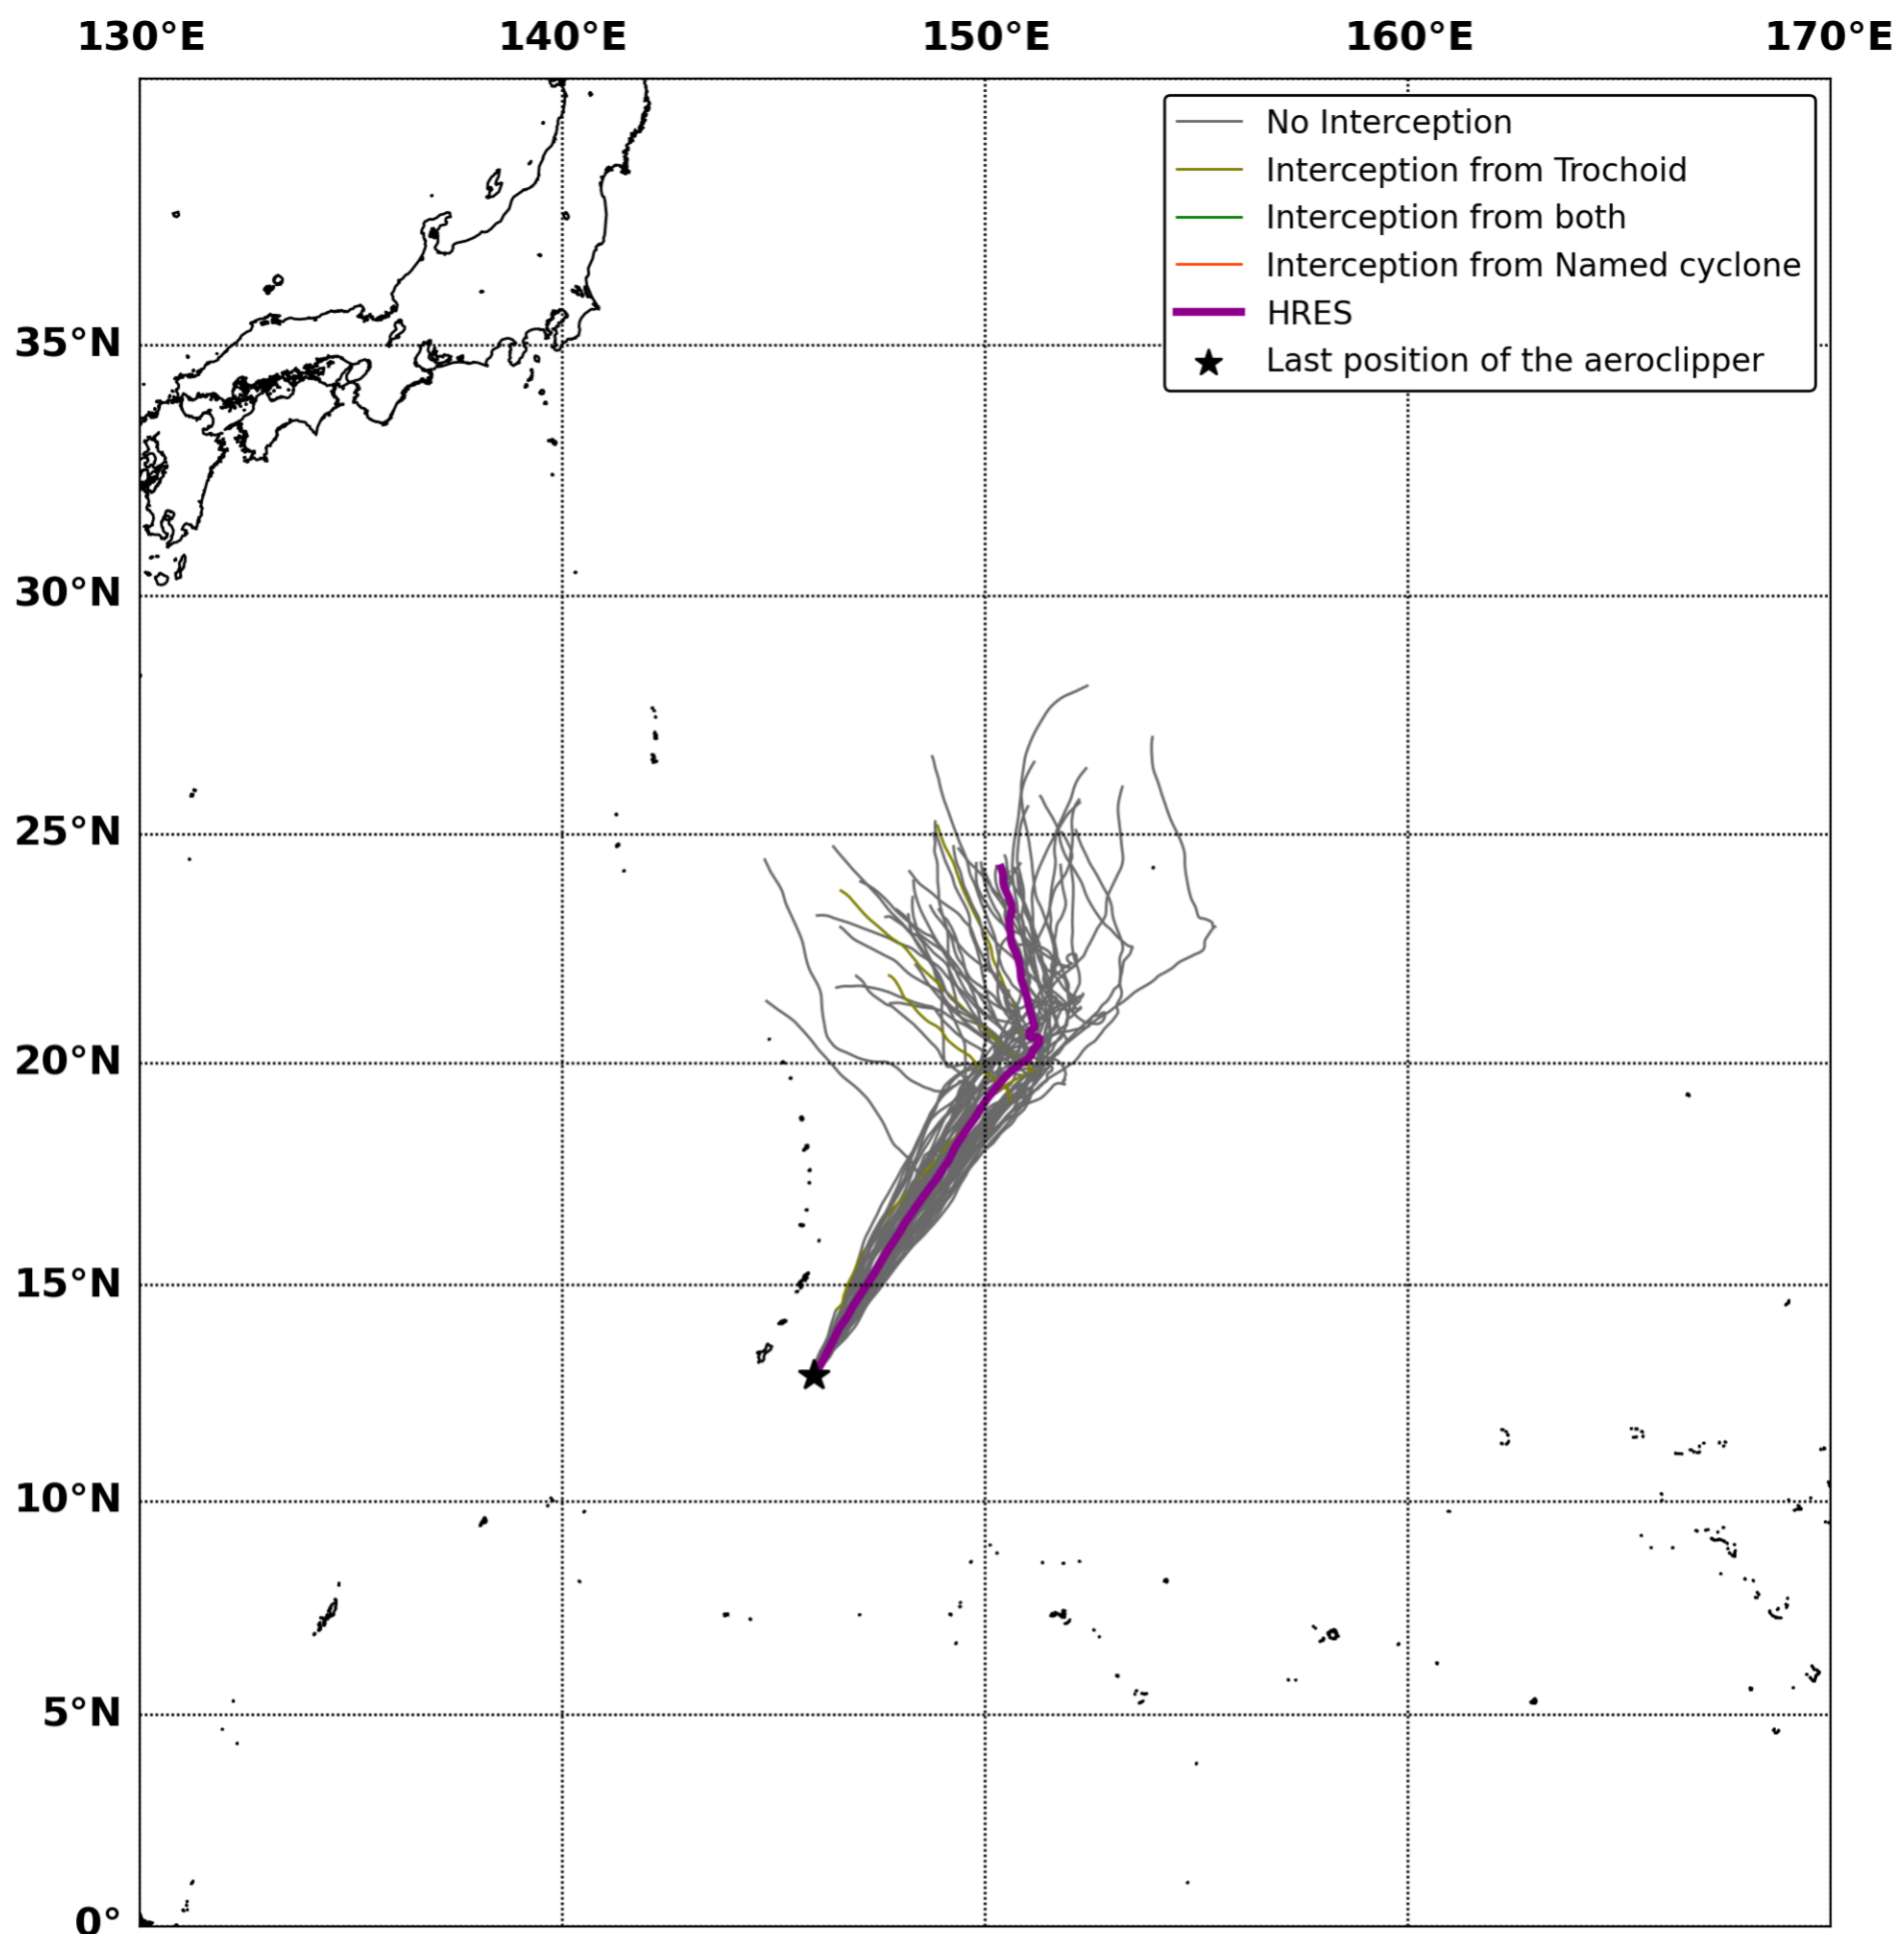 130°E 140°E 150°E 160°E 170°E
No Interception
Interception from Trochoid
Interception from both
Interception from Named cyclone
HRES
Last position of the aeroclipper
35°N
30°N
25°N
20°N
15°N
10°N
5°N
0°